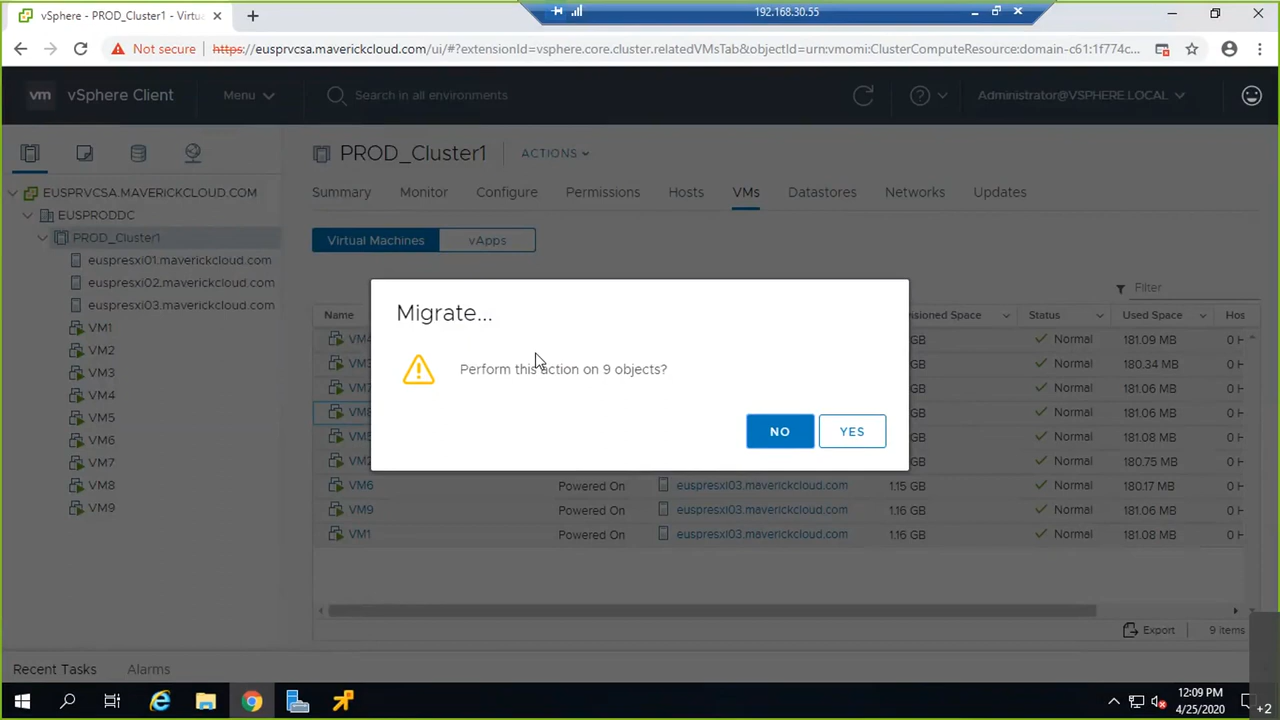 vSphere - PROD_Cluster1 - Virtu
192.168.30.55
Not secure
https://eusprvcsa.maverickcloud.com/ui/#?extensionId=vsphere.core.cluster.relatedVMsTab&objectId=urn:vmomi:ClusterComputeResource:domain-c61:1f774c...
vm vSphere Client Menu Search in all environments Administrator@VSPHERE.LOCAL
PROD_Cluster1 ACTIONS
Summary Monitor Configure Permissions Hosts VMs Datastores Networks Updates
EUSPRVCSA.MAVERICKCLOUD.COM
EUSPRODDC
PROD_Cluster1
euspresxi01.maverickcloud.com
euspresxi02.maverickcloud.com
euspresxi03.maverickcloud.com
VM1
VM2
VM3
VM4
VM5
VM6
VM7
VM8
VM9
Virtual Machines vApps
Filter
Name Space Status Used Space
GB Normal 181.09 MB
GB Normal 180.34 MB
GB Normal 181.06 MB
GB Normal 181.06 MB
GB Normal 181.08 MB
GB Normal 180.75 MB
VM6 Powered On euspresxi03.maverickcloud.com 1.15 GB Normal 180.17 MB
VM9 Powered On euspresxi03.maverickcloud.com 1.16 GB Normal 181.06 MB
VM1 Powered On euspresxi03.maverickcloud.com 1.16 GB Normal 181.08 MB
Migrate...
Perform this action on 9 objects?
NO YES
Export 9 items
Recent Tasks Alarms
12:09 PM
4/25/2020
+2